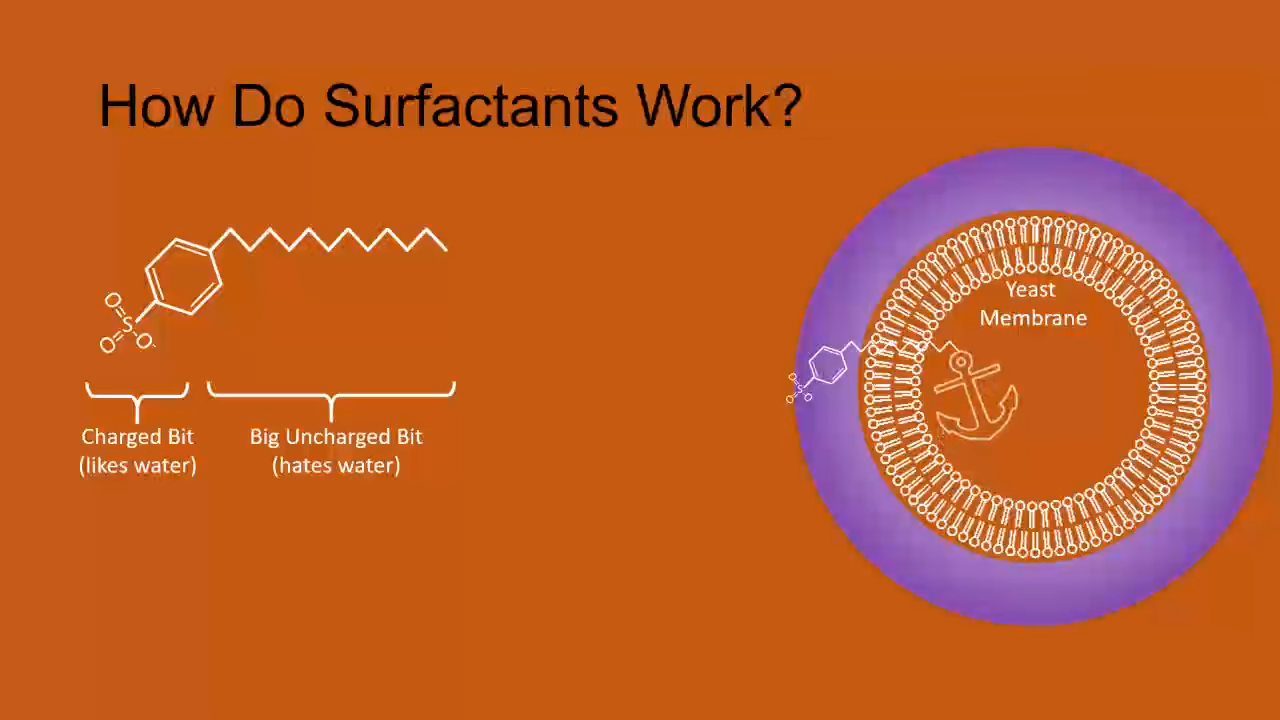 How Do Surfactants Work?
O
S
O
O-
Charged Bit
(likes water)
Big Uncharged Bit
(hates water)
Yeast
Membrane
O
S
O
O